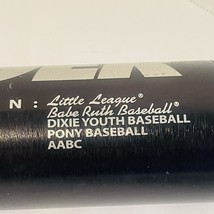 N: Little League®
Babe Ruth Baseball®
DIXIE YOUTH BASEBALL
PONY BASEBALL
AABC